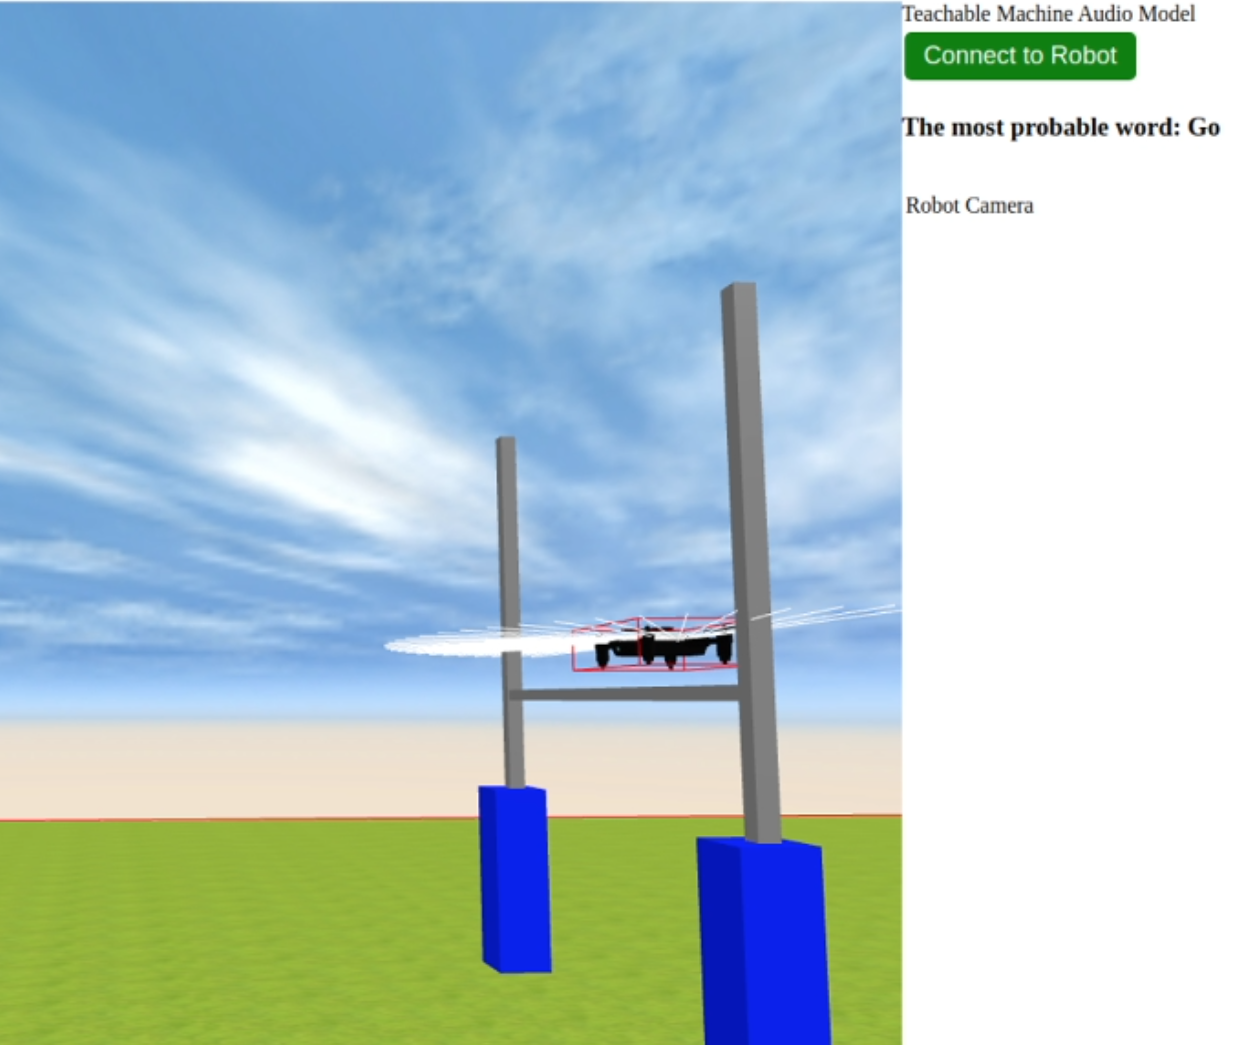 Teachable Machine Audio Model
Connect to Robot
The most probable word: Go
Robot Camera